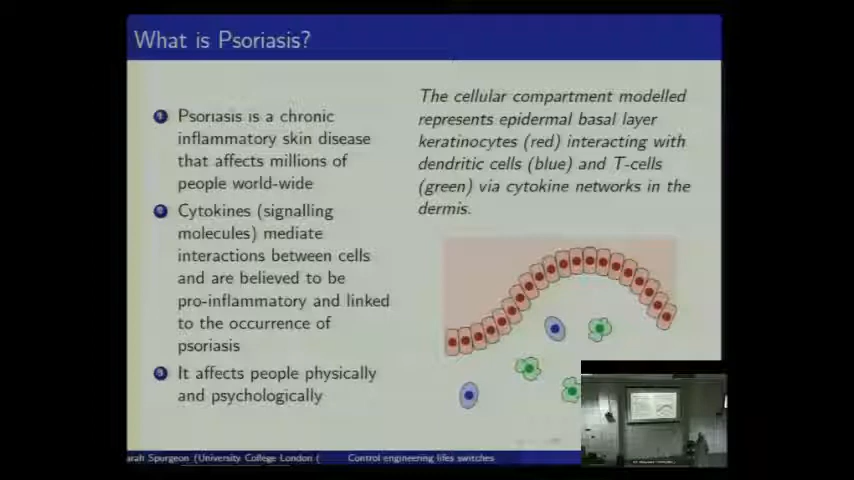 What is Psoriasis?
1 Psoriasis is a chronic
inflammatory skin disease
that affects millions of
people world-wide
2 Cytokines (signalling
molecules) mediate
interactions between cells
and are believed to be
pro-inflammatory and linked
to the occurrence of
psoriasis
3 It affects people physically
and psychologically
The cellular compartment modelled
represents epidermal basal layer
keratinocytes (red) interacting with
dendritic cells (blue) and T-cells
(green) via cytokine networks in the
dermis.
arah Spurgeon (University College London (
Control engineering lifes switches